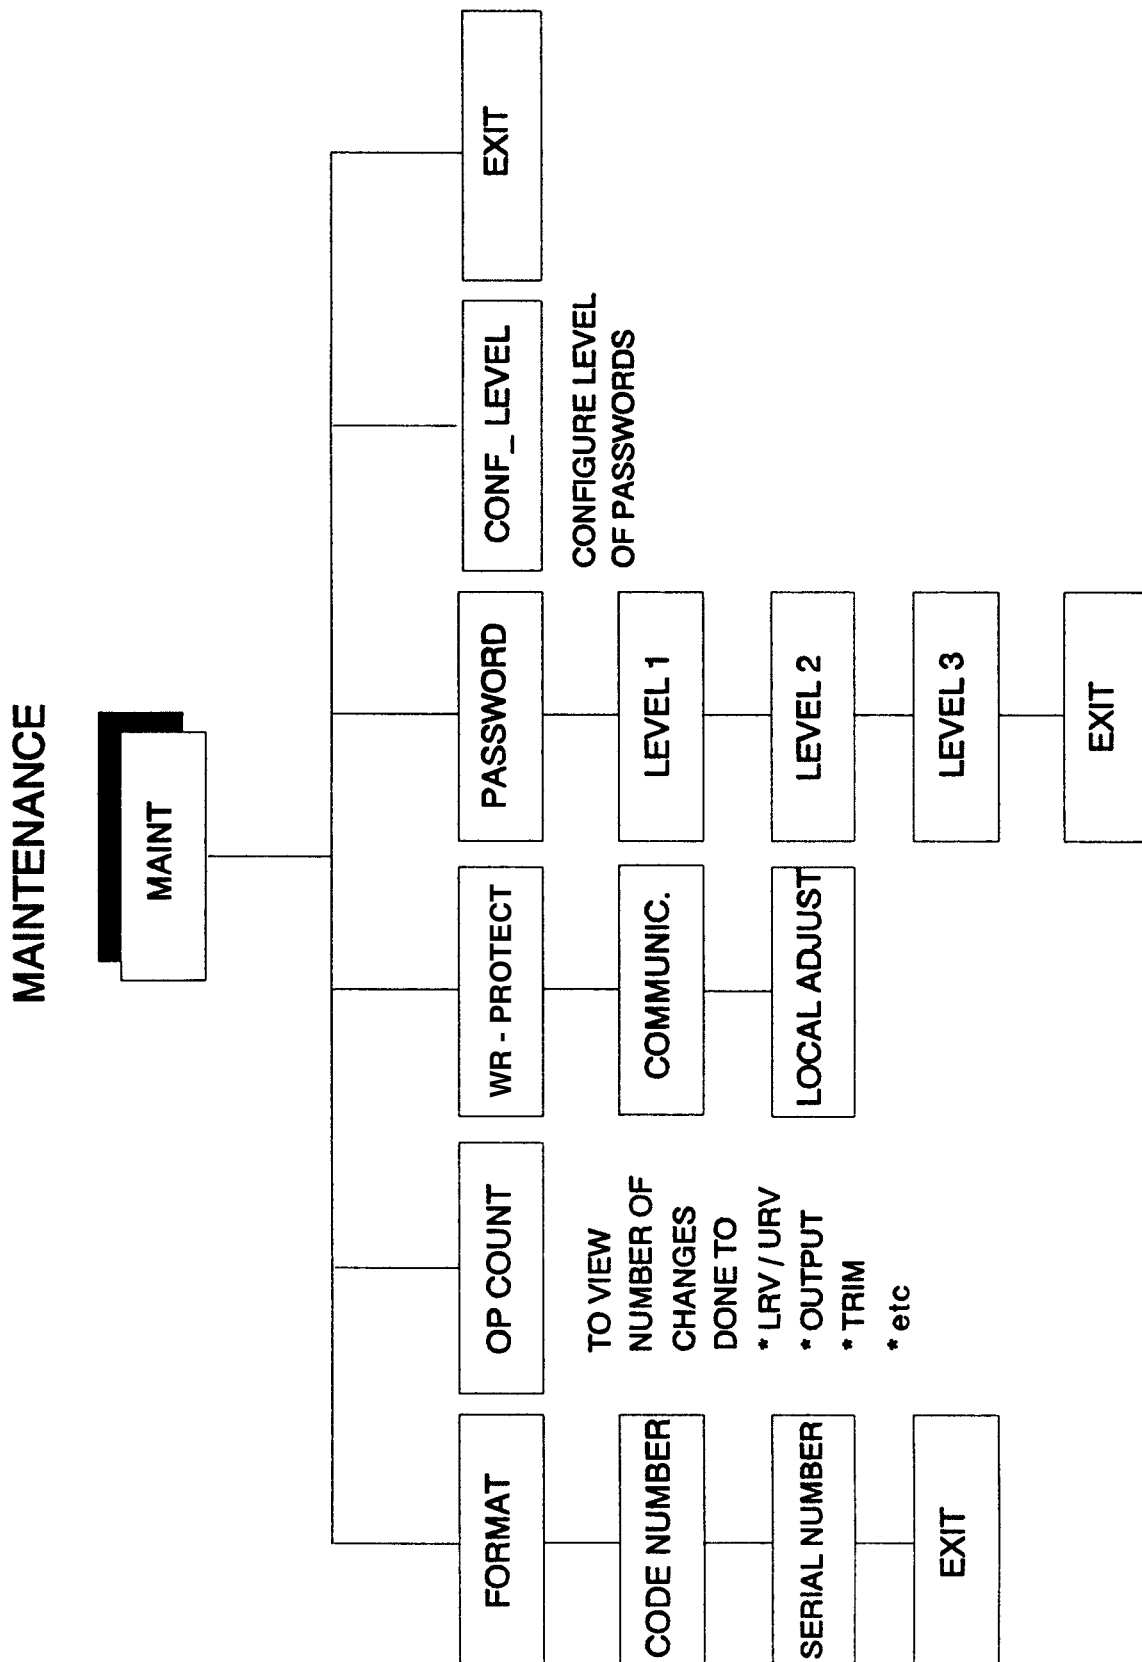 MAINTENANCE
MAINT
FORMAT
OP COUNT
WR - PROTECT
PASSWORD
CONF_ LEVEL
EXIT
CODE NUMBER
SERIAL NUMBER
EXIT
TO VIEW
NUMBER OF
CHANGES
DONE TO
* LRV / URV
* OUTPUT
* TRIM
* etc
COMMUNIC.
LOCAL ADJUST
LEVEL 1
LEVEL 2
LEVEL 3
EXIT
CONFIGURE LEVEL
OF PASSWORDS